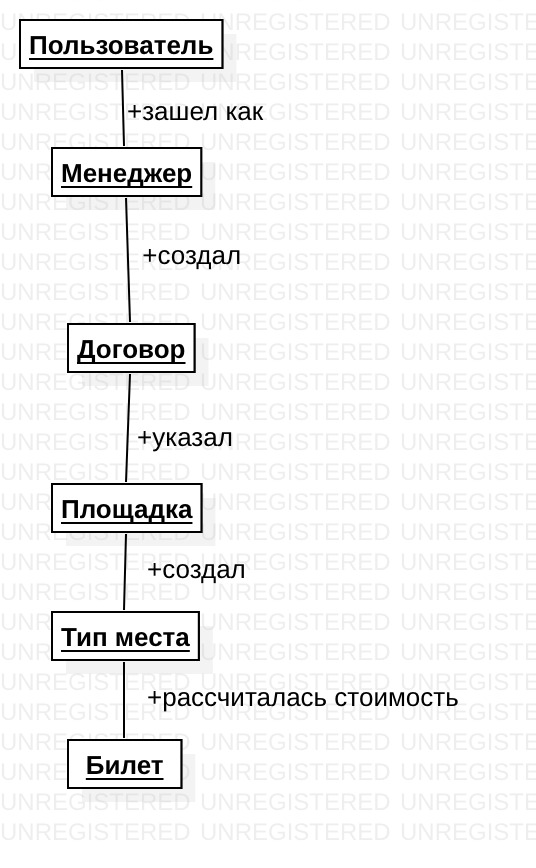 Пользователь
+зашел как
Менеджер
+создал
Договор
+указал
Площадка
+создал
Тип места
+рассчиталась стоимость
Билет